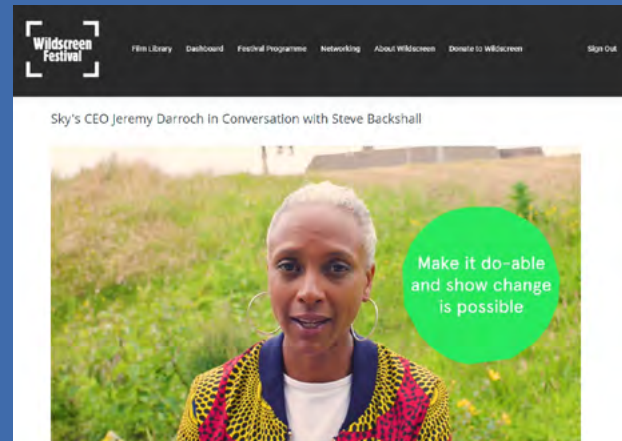 Wildscreen
Festival
Film Library Dashboard Festival Programme Networking About Wildscreen Donate to Wildscreen Sign Out
Sky's CEO Jeremy Darroch in Conversation with Steve Backshall
Make it do-able
and show change
is possible